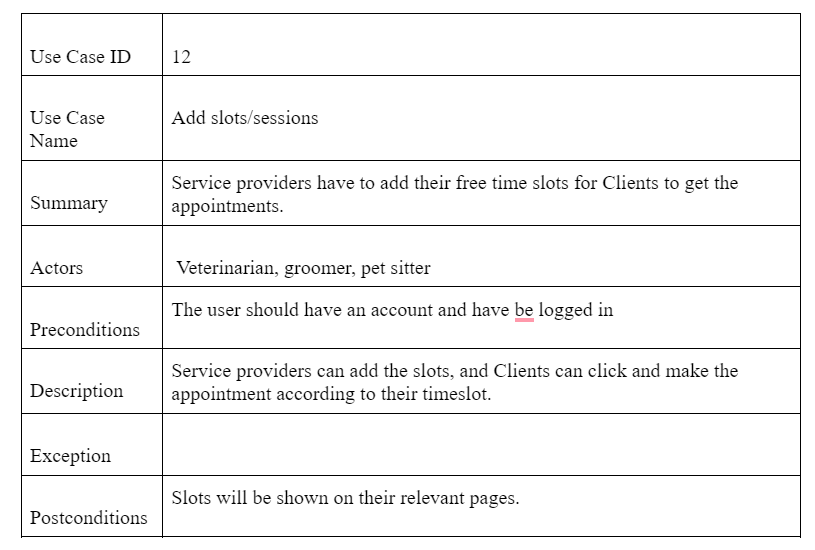 Use Case ID 12
Use Case
Name
Add slots/sessions
Summary
Service providers have to add their free time slots for Clients to get the
appointments.
Actors
Veterinarian, groomer, pet sitter
Preconditions
The user should have an account and have be logged in
Description
Service providers can add the slots, and Clients can click and make the
appointment according to their timeslot.
Exception
Postconditions
Slots will be shown on their relevant pages.